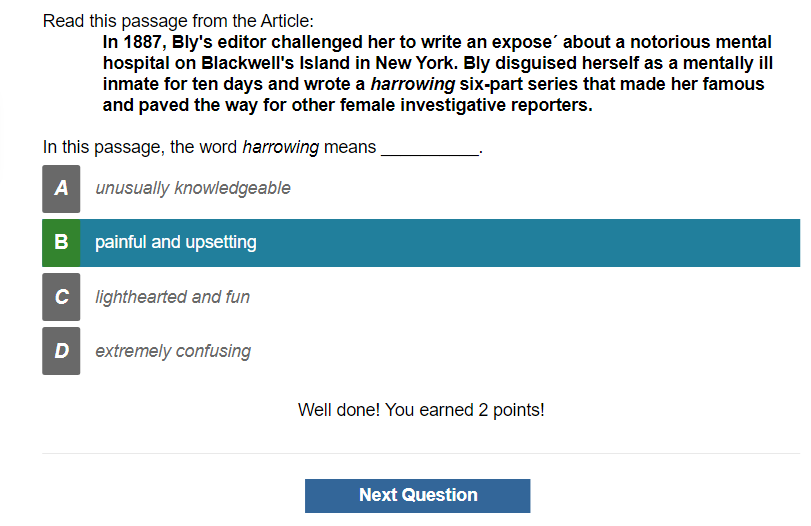 Read this passage from the Article:
In 1887, Bly's editor challenged her to write an expose´ about a notorious mental
hospital on Blackwell's Island in New York. Bly disguised herself as a mentally ill
inmate for ten days and wrote a harrowing six-part series that made her famous
and paved the way for other female investigative reporters.
In this passage, the word harrowing means __________.
A unusually knowledgeable
B painful and upsetting
C lighthearted and fun
D extremely confusing
Well done! You earned 2 points!
Next Question